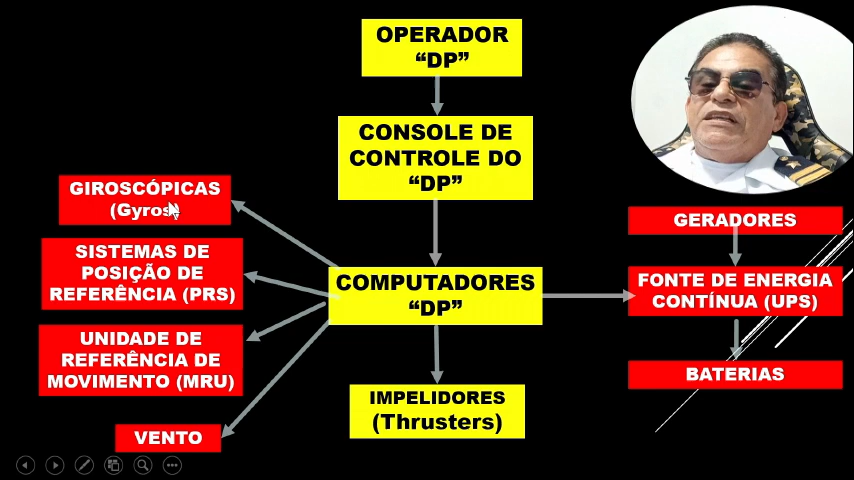 OPERADOR
“DP”
CONSOLE DE
CONTROLE DO
“DP”
GIROSCÓPICAS
(Gyros)
SISTEMAS DE
POSIÇÃO DE
REFERÊNCIA (PRS)
UNIDADE DE
REFERÊNCIA DE
MOVIMENTO (MRU)
VENTO
COMPUTADORES
“DP”
IMPELIDORES
(Thrusters)
GERADORES
FONTE DE ENERGIA
CONTÍNUA (UPS)
BATERIAS